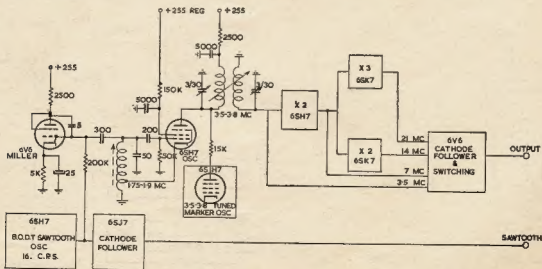 +255 REG
+255
+255
2500
5000
2500
150K
5000
3/30
3/30
·5
300
200
3·5-3·8 MC
6V6
MILLER
200K
50
50K
6SH7
OSC
15K
5K
·25
1·75-1·9 MC
6SH7
3·5-3·8 TUNED
MARKER OSC
X 2
6SH7
X 3
6SK7
X 2
6SK7
21 MC
14 MC
7 MC
3·5 MC
6V6
CATHODE
FOLLOWER
&
SWITCHING
OUTPUT
6SH7
B.O.D.T SAWTOOTH
OSC
16. C.P.S.
6SJ7
CATHODE
FOLLOWER
SAWTOOTH